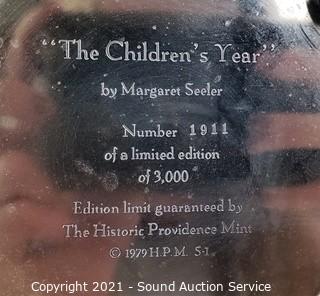 “The Children's Year”
by Margaret Seeler
Number 1911
of a limited edition
of 3,000
Edition limit guaranteed by
The Historic Providence Mint
© 1979 H.P.M. S-1
Copyright 2021 - Sound Auction Service